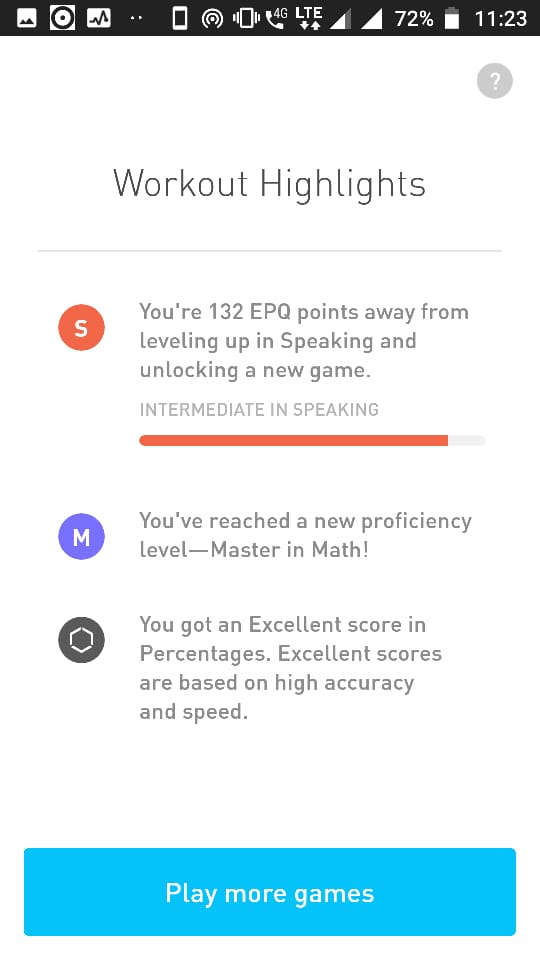 4G LTE 72% 11:23
?
Workout Highlights
S
You're 132 EPQ points away from
leveling up in Speaking and
unlocking a new game.
INTERMEDIATE IN SPEAKING
M
You've reached a new proficiency
level—Master in Math!
You got an Excellent score in
Percentages. Excellent scores
are based on high accuracy
and speed.
Play more games